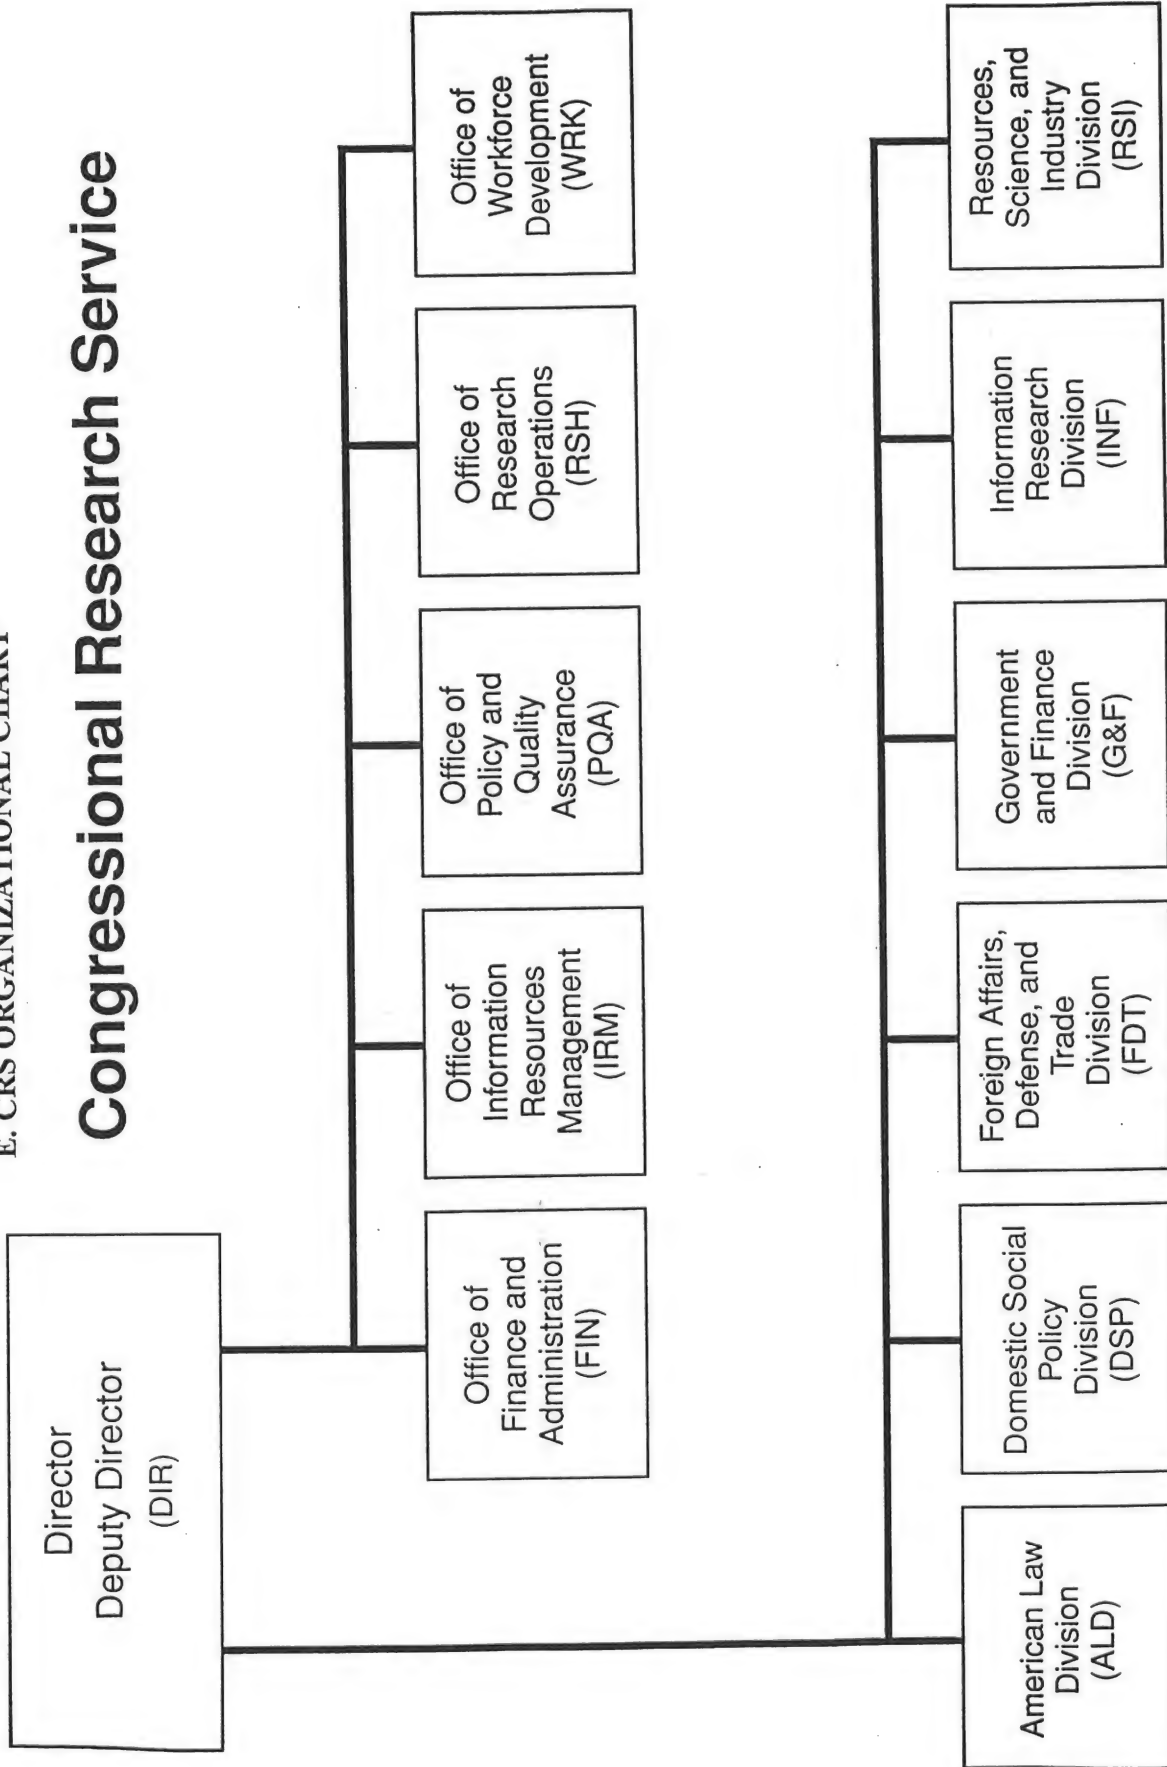 E. CRS ORGANIZATIONAL CHART
Congressional Research Service
Director
Deputy Director
(DIR)
Office of
Finance and
Administration
(FIN)
Office of
Information
Resources
Management
(IRM)
Office of
Policy and
Quality
Assurance
(PQA)
Office of
Research
Operations
(RSH)
Office of
Workforce
Development
(WRK)
American Law
Division
(ALD)
Domestic Social
Policy
Division
(DSP)
Foreign Affairs,
Defense, and
Trade
Division
(FDT)
Government
and Finance
Division
(G&F)
Information
Research
Division
(INF)
Resources,
Science, and
Industry
Division
(RSI)